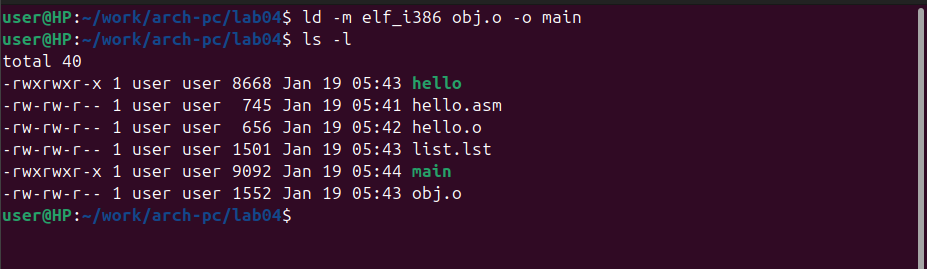 user@HP:~/work/arch-pc/lab04$ ld -m elf_i386 obj.o -o main
user@HP:~/work/arch-pc/lab04$ ls -l
total 40
-rwxrwxr-x 1 user user 8668 Jan 19 05:43 hello
-rw-rw-r-- 1 user user  745 Jan 19 05:41 hello.asm
-rw-rw-r-- 1 user user  656 Jan 19 05:42 hello.o
-rw-rw-r-- 1 user user 1501 Jan 19 05:43 list.lst
-rwxrwxr-x 1 user user 9092 Jan 19 05:44 main
-rw-rw-r-- 1 user user 1552 Jan 19 05:43 obj.o
user@HP:~/work/arch-pc/lab04$